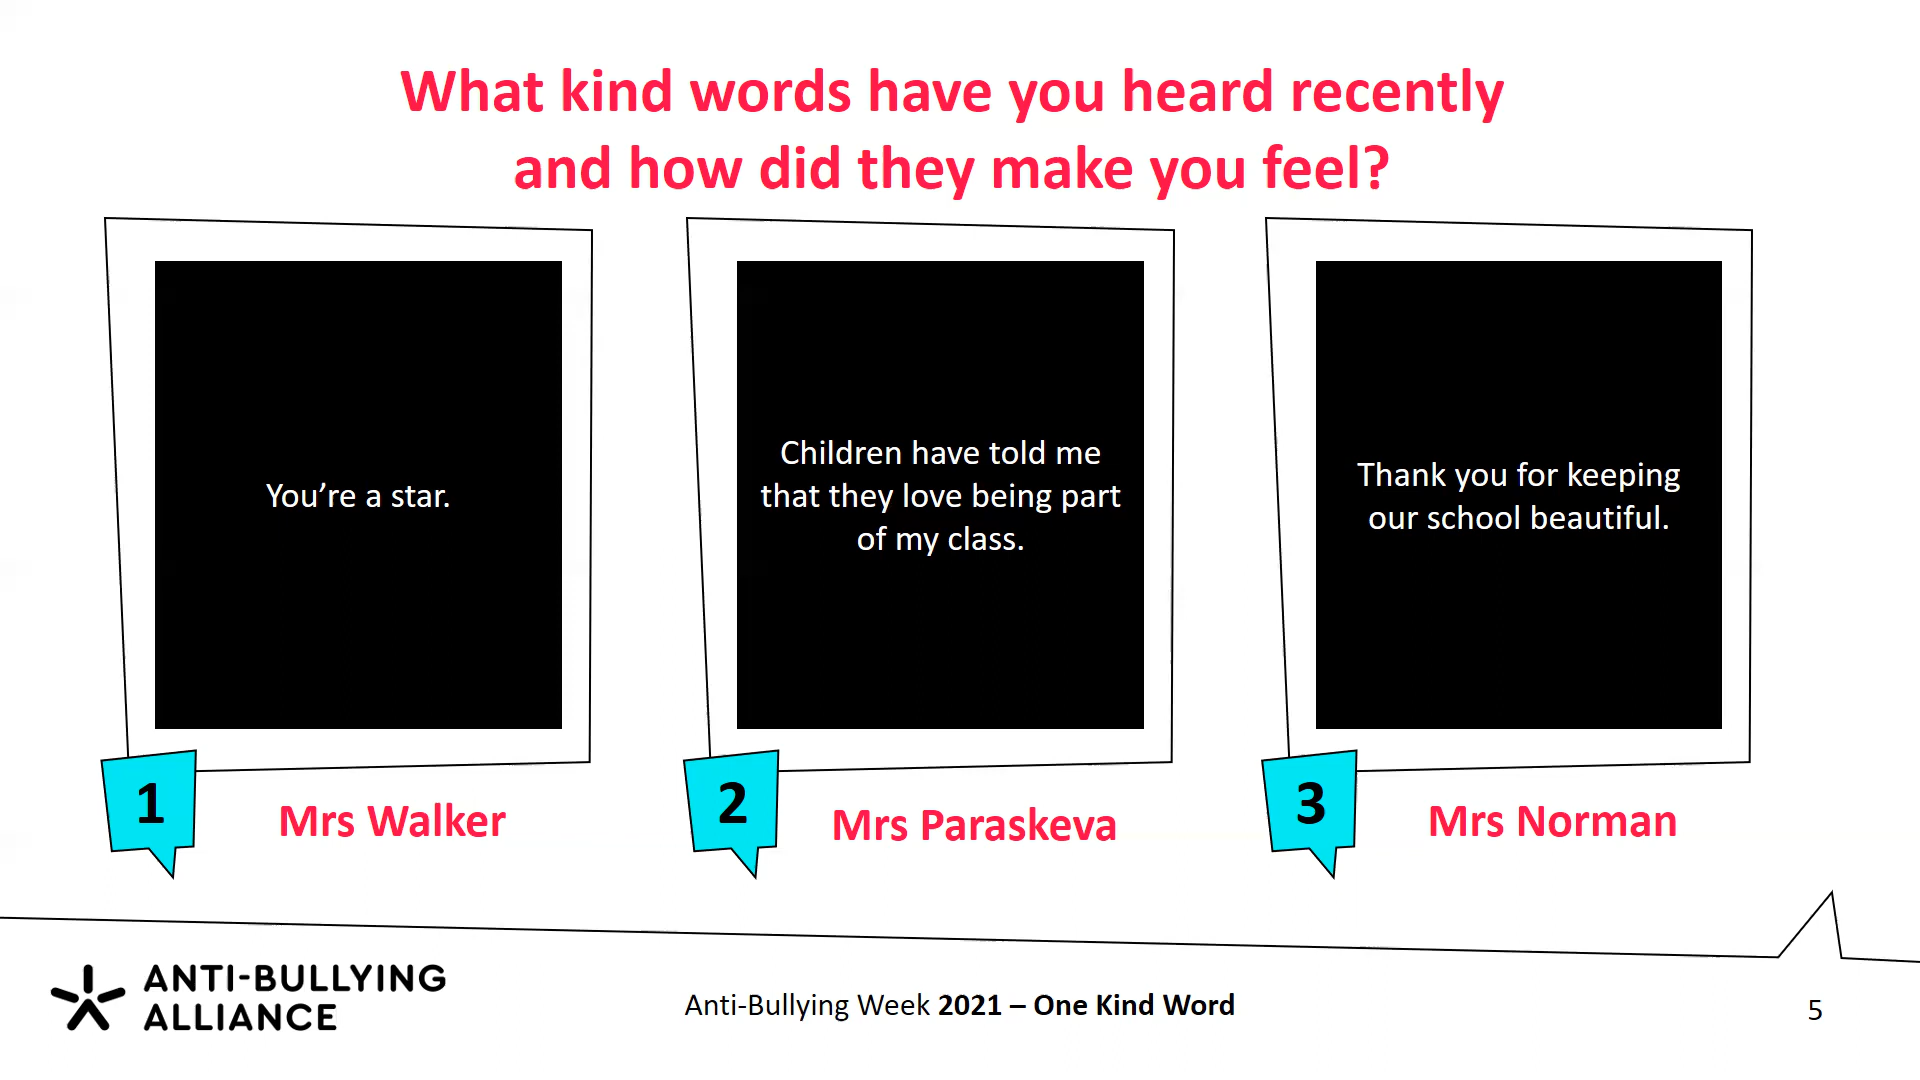 What kind words have you heard recently
and how did they make you feel?
You’re a star.
Children have told me
that they love being part
of my class.
Thank you for keeping
our school beautiful.
1
Mrs Walker
2
Mrs Paraskeva
3
Mrs Norman
ANTI-BULLYING
ALLIANCE
Anti-Bullying Week 2021 – One Kind Word
5